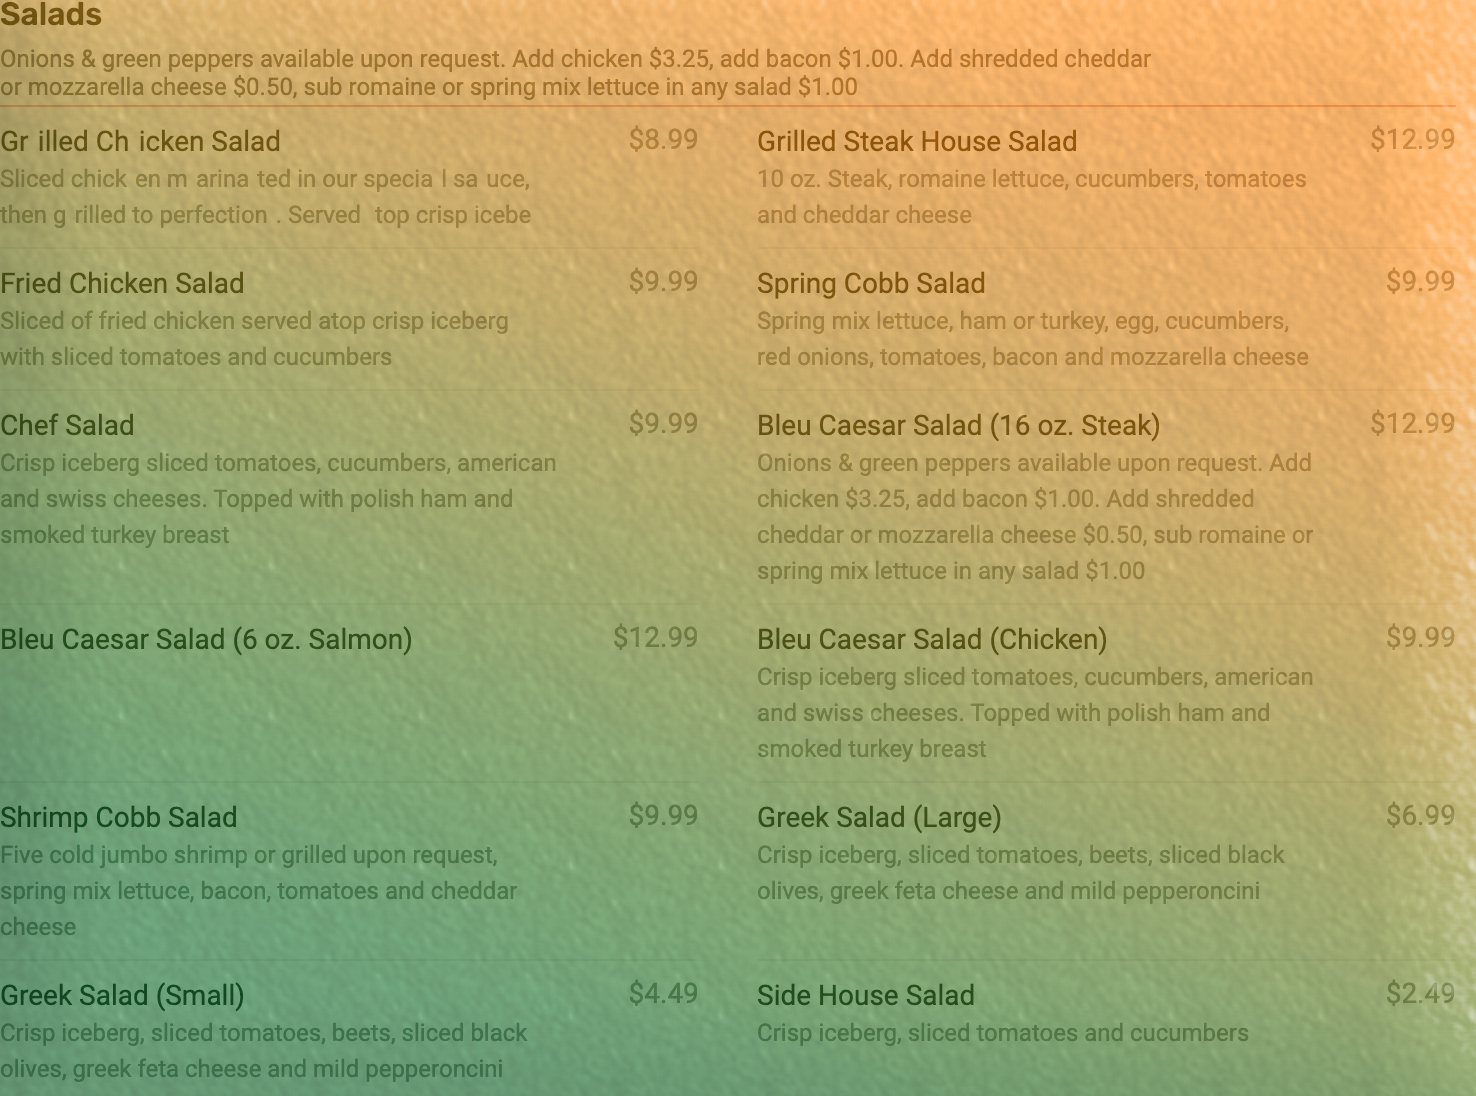 Salads
Onions & green peppers available upon request. Add chicken $3.25, add bacon $1.00. Add shredded cheddar
or mozzarella cheese $0.50, sub romaine or spring mix lettuce in any salad $1.00
Gr illed Ch icken Salad $8.99
Sliced chick en m arina ted in our specia l sa uce,
then g rilled to perfection . Served  top crisp icebe
Grilled Steak House Salad $12.99
10 oz. Steak, romaine lettuce, cucumbers, tomatoes
and cheddar cheese
Fried Chicken Salad $9.99
Sliced of fried chicken served atop crisp iceberg
with sliced tomatoes and cucumbers
Spring Cobb Salad $9.99
Spring mix lettuce, ham or turkey, egg, cucumbers,
red onions, tomatoes, bacon and mozzarella cheese
Chef Salad $9.99
Crisp iceberg sliced tomatoes, cucumbers, american
and swiss cheeses. Topped with polish ham and
smoked turkey breast
Bleu Caesar Salad (16 oz. Steak) $12.99
Onions & green peppers available upon request. Add
chicken $3.25, add bacon $1.00. Add shredded
cheddar or mozzarella cheese $0.50, sub romaine or
spring mix lettuce in any salad $1.00
Bleu Caesar Salad (6 oz. Salmon) $12.99
Bleu Caesar Salad (Chicken) $9.99
Crisp iceberg sliced tomatoes, cucumbers, american
and swiss cheeses. Topped with polish ham and
smoked turkey breast
Shrimp Cobb Salad $9.99
Five cold jumbo shrimp or grilled upon request,
spring mix lettuce, bacon, tomatoes and cheddar
cheese
Greek Salad (Large) $6.99
Crisp iceberg, sliced tomatoes, beets, sliced black
olives, greek feta cheese and mild pepperoncini
Greek Salad (Small) $4.49
Crisp iceberg, sliced tomatoes, beets, sliced black
olives, greek feta cheese and mild pepperoncini
Side House Salad $2.49
Crisp iceberg, sliced tomatoes and cucumbers